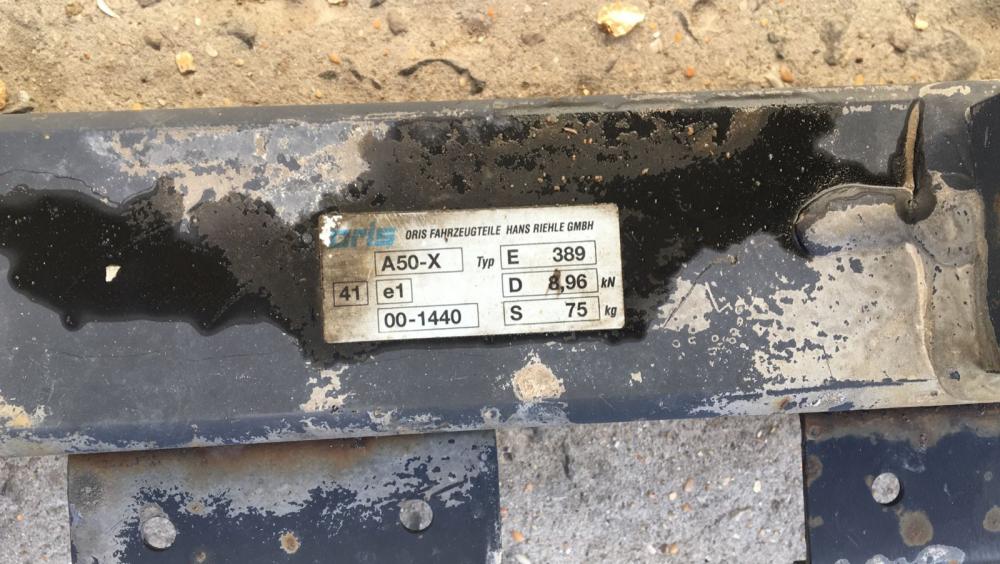 oris ORIS FAHRZEUGTEILE HANS RIEHLE GMBH
A50-X Typ E 389
41 e1 D 8,96 kN
00-1440 S 75 kg